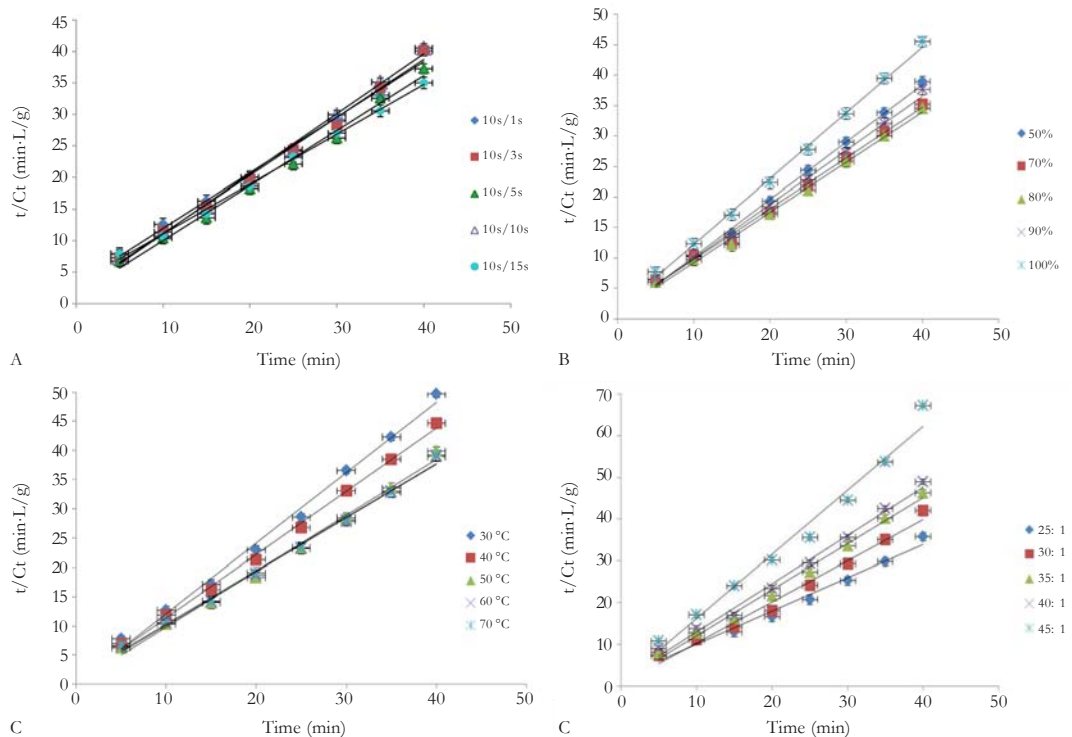 t/Ct (min·L/g)
45
40
35
30
25
20
15
10
5
0
0 10 20 30 40 50
Time (min)
10s/1s
10s/3s
10s/5s
10s/10s
10s/15s
A
t/Ct (min·L/g)
50
45
40
35
30
25
20
15
10
5
0
0 10 20 30 40 50
Time (min)
50%
70%
80%
90%
100%
B
t/Ct (min·L/g)
50
45
40
35
30
25
20
15
10
5
0
0 10 20 30 40 50
Time (min)
30 °C
40 °C
50 °C
60 °C
70 °C
C
t/Ct (min·L/g)
70
60
50
40
30
20
10
0
0 10 20 30 40 50
Time (min)
25: 1
30: 1
35: 1
40: 1
45: 1
C